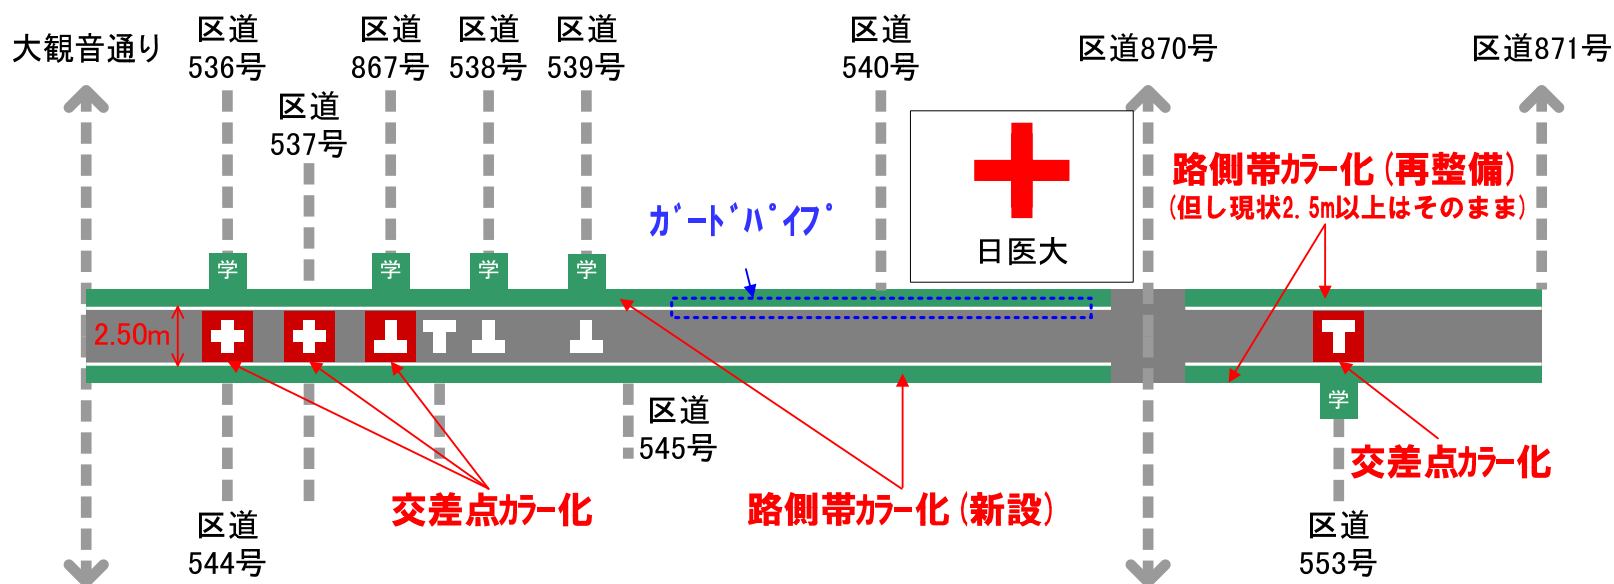 大観音通り
区道
536号
区道
537号
区道
867号
区道
538号
区道
539号
区道
540号
区道870号
区道871号
日医大
路側帯ｶﾗｰ化(再整備)
(但し現状2.5m以上はそのまま)
ｶﾞｰﾄﾞﾊﾟｲﾌﾟ
学
学
学
学
2.50m
学
区道
545号
交差点ｶﾗｰ化
路側帯ｶﾗｰ化(新設)
交差点ｶﾗｰ化
区道
544号
区道
553号